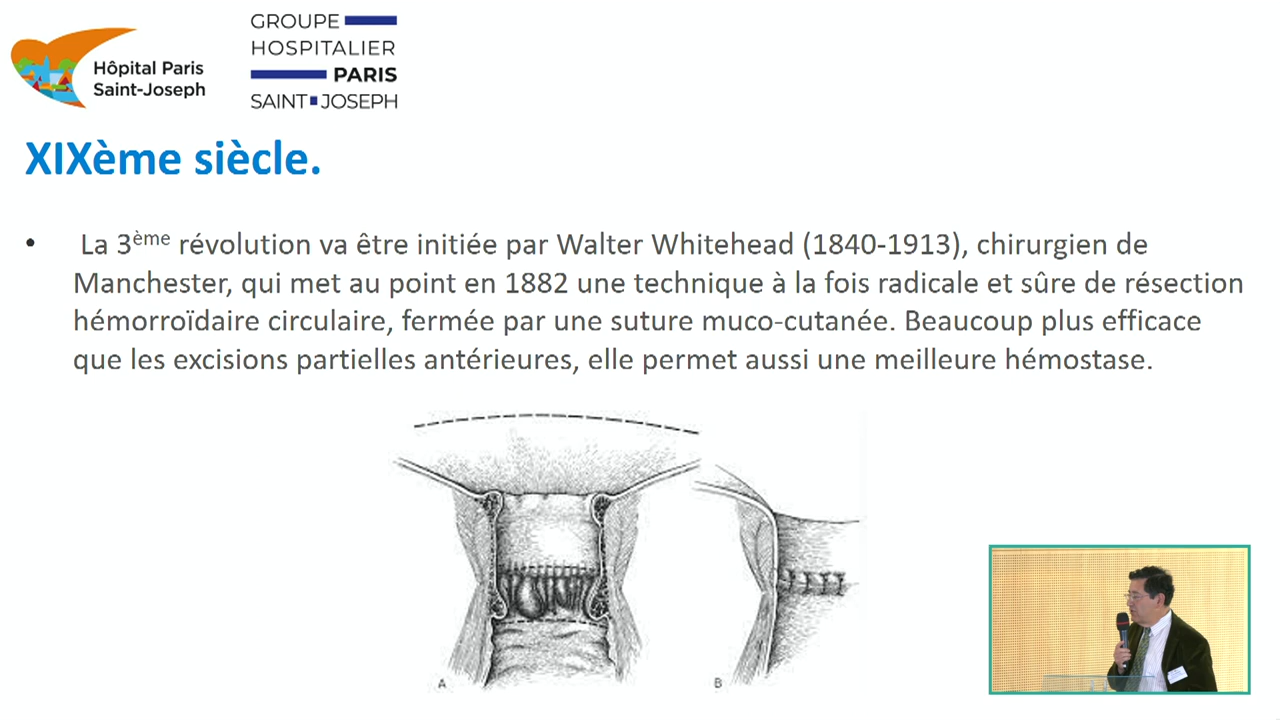 Hôpital Paris
Saint-Joseph
GROUPE
HOSPITALIER
PARIS
SAINT JOSEPH
XIXème siècle.
• La 3ème révolution va être initiée par Walter Whitehead (1840-1913), chirurgien de
Manchester, qui met au point en 1882 une technique à la fois radicale et sûre de résection
hémorroïdaire circulaire, fermée par une suture muco-cutanée. Beaucoup plus efficace
que les excisions partielles antérieures, elle permet aussi une meilleure hémostase.
A
B